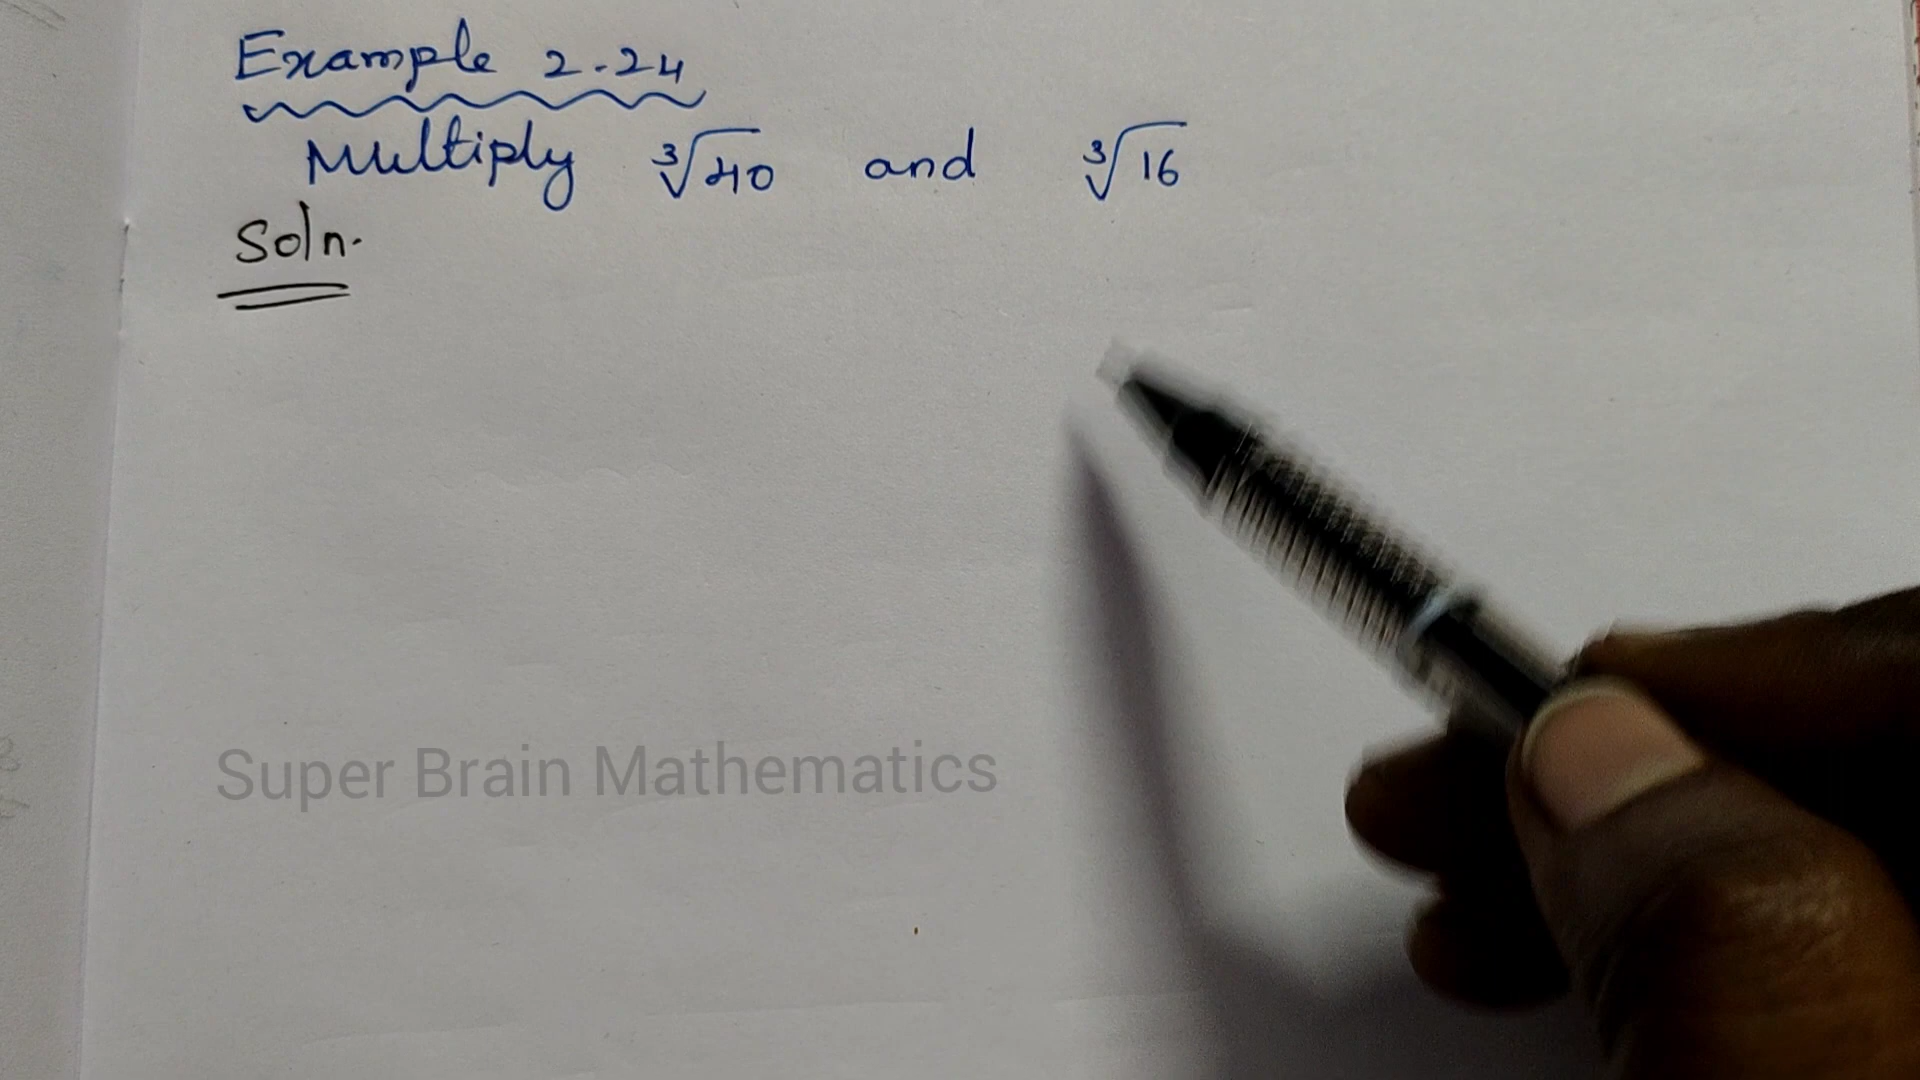 Example 2.24
Multiply ∛40 and ∛16
Soln.
Super Brain Mathematics